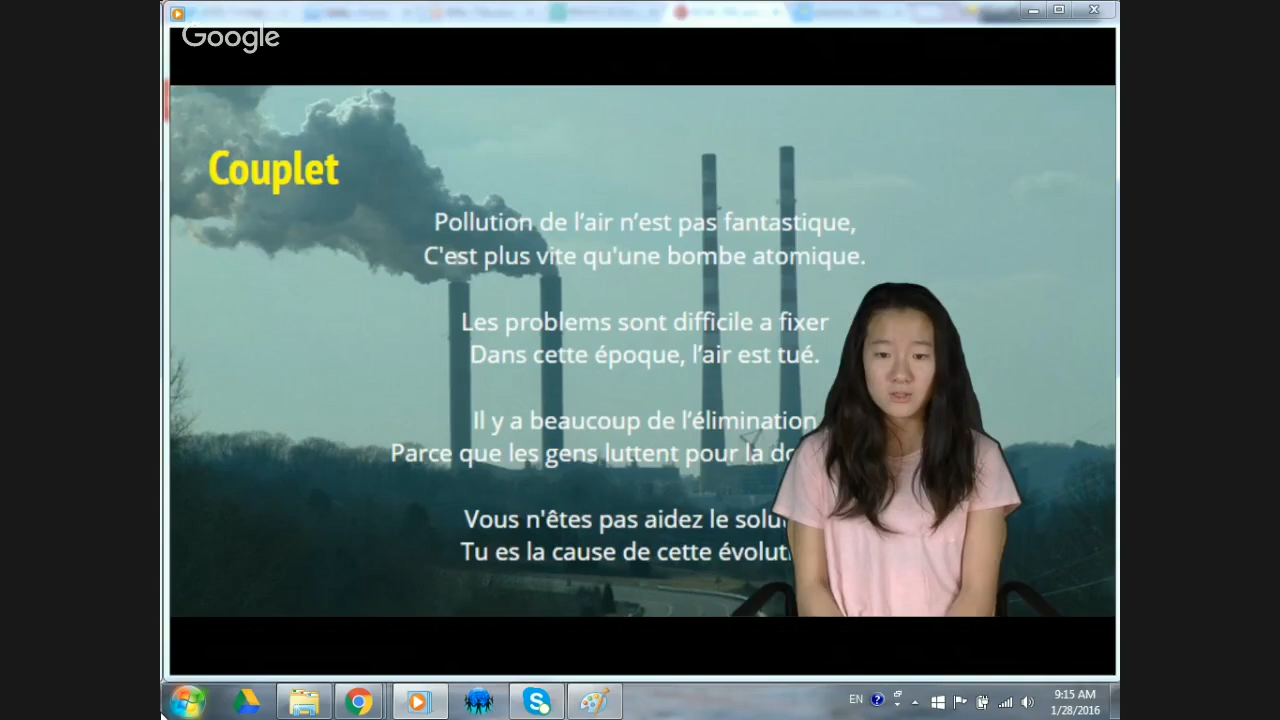 Google
Couplet
Pollution de l’air n’est pas fantastique,
C'est plus vite qu'une bombe atomique.
Les problems sont difficile a fixer
Dans cette époque, l’air est tué.
Il y a beaucoup de l’élimination
Parce que les gens luttent pour la
Vous n'êtes pas aidez le
Tu es la cause de cette
EN
9:15 AM
1/28/2016